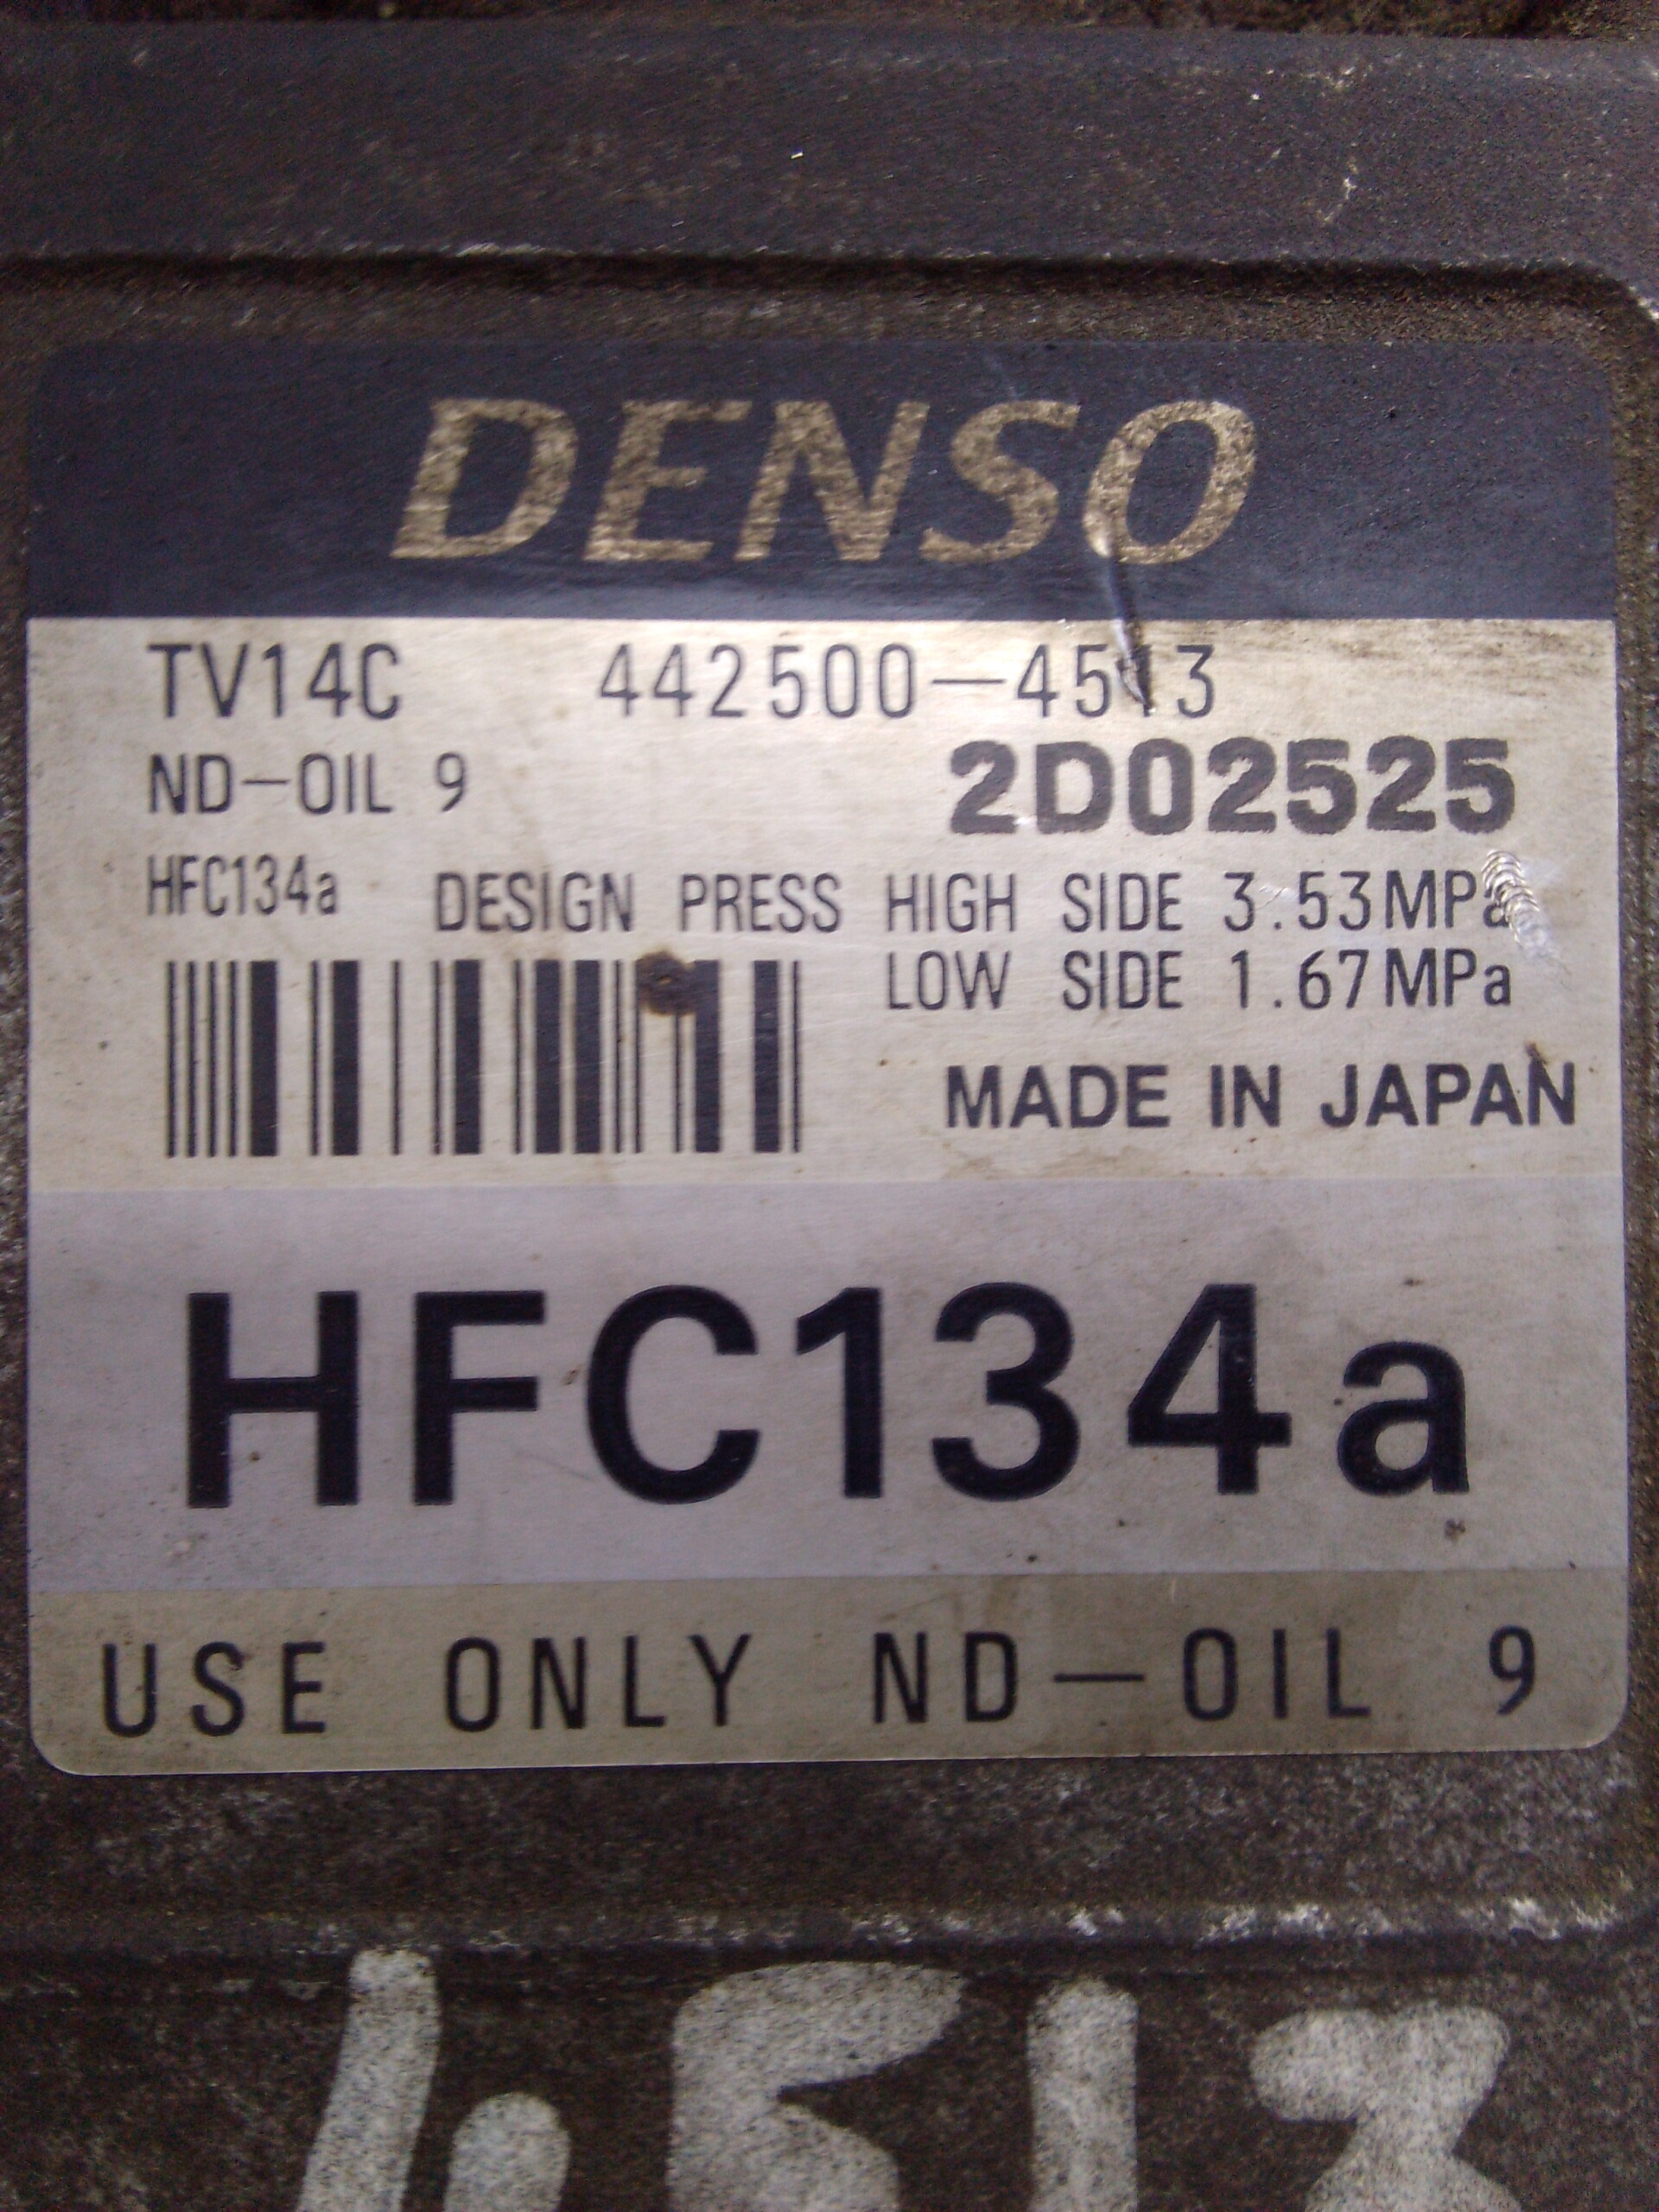 DENSO
TV14C 442500-4513
ND-OIL 9 2D02525
HFC134a DESIGN PRESS HIGH SIDE 3.53MPa
LOW SIDE 1.67MPa
MADE IN JAPAN
HFC134a
USE ONLY ND-OIL 9
4513